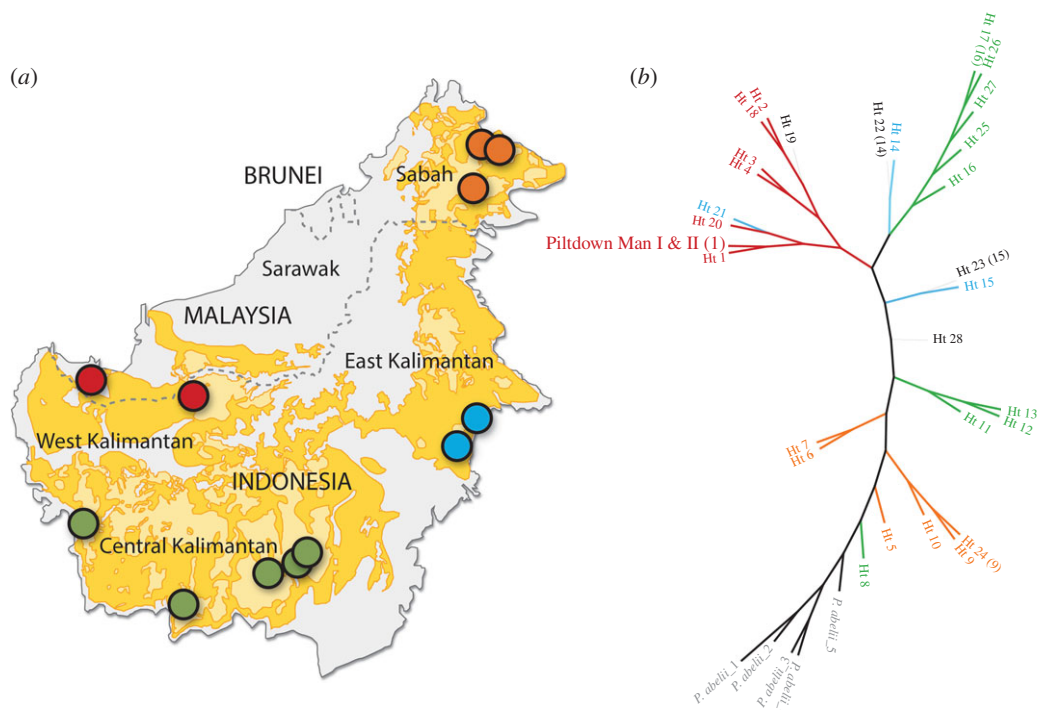 (a)
BRUNEI
Sabah
Sarawak
MALAYSIA
East Kalimantan
West Kalimantan
INDONESIA
Central Kalimantan
(b)
Ht 2
Ht 18
Ht 19
Ht 3
Ht 4
Ht 21
Ht 20
Piltdown Man I & II (1)
Ht 1
Ht 22 (14)
Ht 14
Ht 17 (16)
Ht 26
Ht 27
Ht 25
Ht 16
Ht 23 (15)
Ht 15
Ht 28
Ht 13
Ht 12
Ht 11
Ht 7
Ht 6
Ht 24 (9)
Ht 9
Ht 10
Ht 5
Ht 8
P. abelii_5
P. abelii_1
P. abelii_2
P. abelii_3
P. abelii_